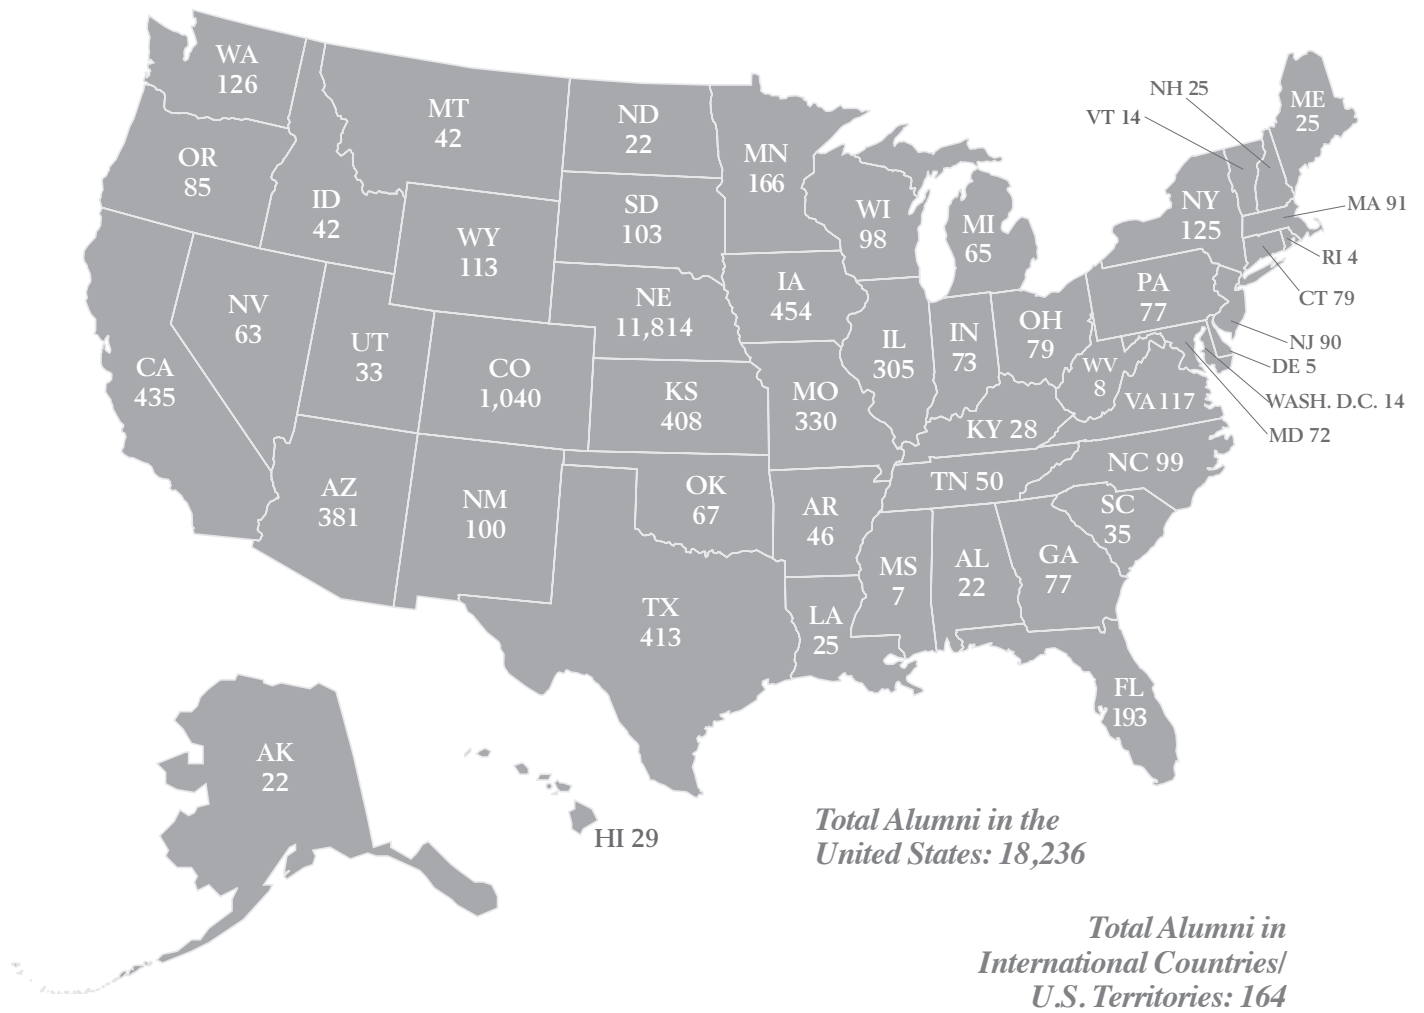 WA
126
MT
42
ND
22
MN
166
NH 25
VT 14
ME
25
OR
85
ID
42
WY
113
SD
103
WI
98
MI
65
NY
125
MA 91
RI 4
CT 79
NV
63
UT
33
NE
11,814
IA
454
PA
77
NJ 90
DE 5
WASH. D.C. 14
MD 72
CA
435
CO
1,040
KS
408
MO
330
IL
305
IN
73
OH
79
WV
8
VA 117
KY 28
AZ
381
NM
100
OK
67
AR
46
TN 50
NC 99
SC
35
TX
413
LA
25
MS
7
AL
22
GA
77
FL
193
AK
22
HI 29
Total Alumni in the
United States: 18,236
Total Alumni in
International Countries/
U.S. Territories: 164